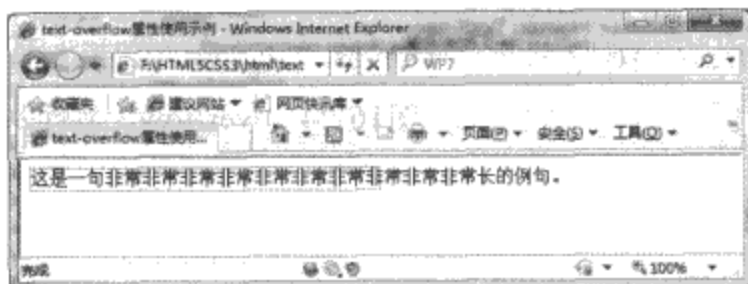 text-overflow属性使用示例 - Windows Internet Explorer
F:\HTML5CSS3\html\text WP7
收藏夹 建议网站 网页快讯库
text-overflow属性使用... 页面(P) 安全(S) 工具(O)
这是一句非常非常非常非常非常非常非常非常非常非常长的例句。
完成 100%